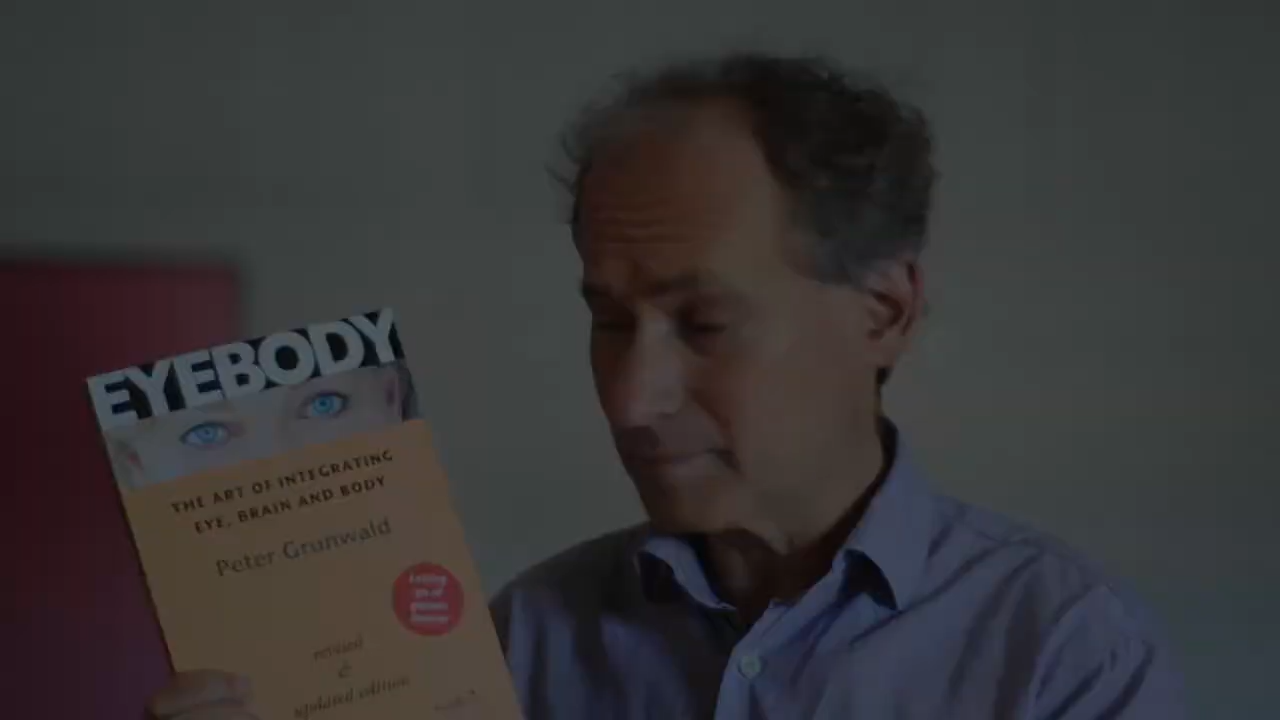 EYEBODY
THE ART OF INTEGRATING
EYE, BRAIN AND BODY
Peter Grunwald
revised
&
updated edition